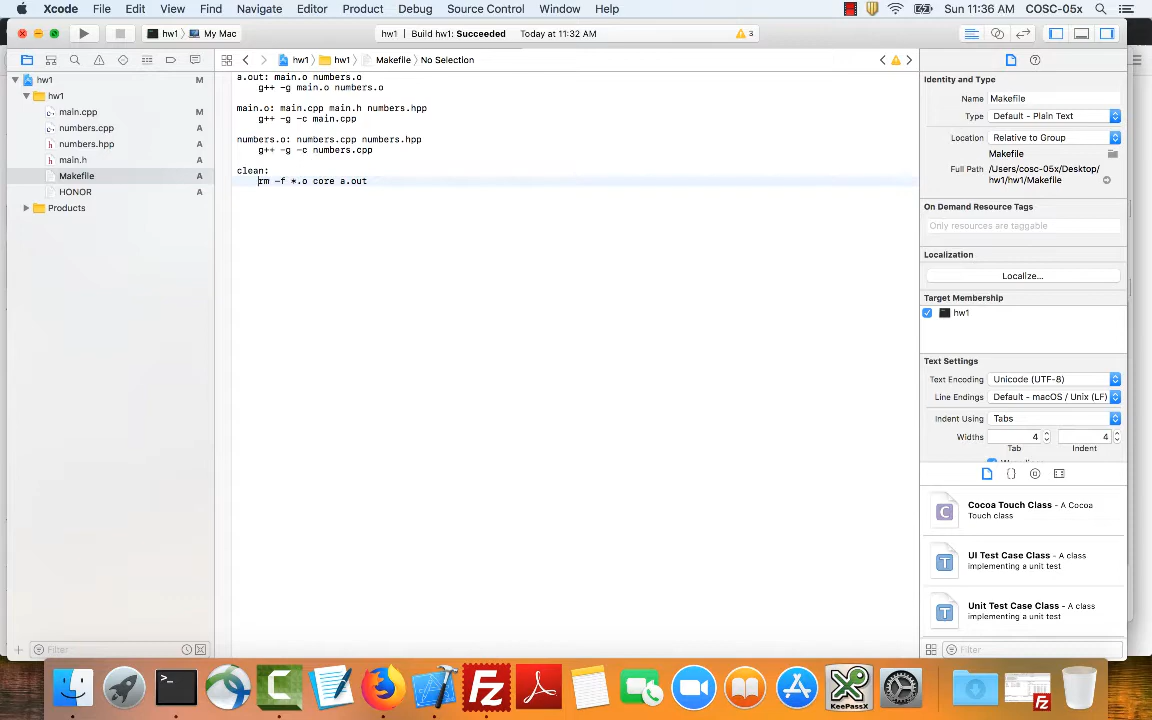 Xcode File Edit View Find Navigate Editor Product Debug Source Control Window Help Sun 11:36 AM COSC-05x
hw1 My Mac hw1 | Build hw1: Succeeded Today at 11:32 AM 3
hw1 hw1 Makefile No Selection
hw1 M
hw1
main.cpp M
numbers.cpp A
numbers.hpp A
main.h A
Makefile A
HONOR A
Products
Filter
a.out: main.o numbers.o
g++ -g main.o numbers.o
main.o: main.cpp main.h numbers.hpp
g++ -g -c main.cpp
numbers.o: numbers.cpp numbers.hpp
g++ -g -c numbers.cpp
clean:
rm -f *.o core a.out
Identity and Type
Name Makefile
Type Default - Plain Text
Location Relative to Group
Makefile
Full Path /Users/cosc-05x/Desktop/
hw1/hw1/Makefile
On Demand Resource Tags
Only resources are taggable
Localization
Localize...
Target Membership
hw1
Text Settings
Text Encoding Unicode (UTF-8)
Line Endings Default - macOS / Unix (LF)
Indent Using Tabs
Widths 4 4
Tab Indent
Cocoa Touch Class - A Cocoa
Touch class
UI Test Case Class - A class
implementing a unit test
Unit Test Case Class - A class
implementing a unit test
Filter
KeePassX